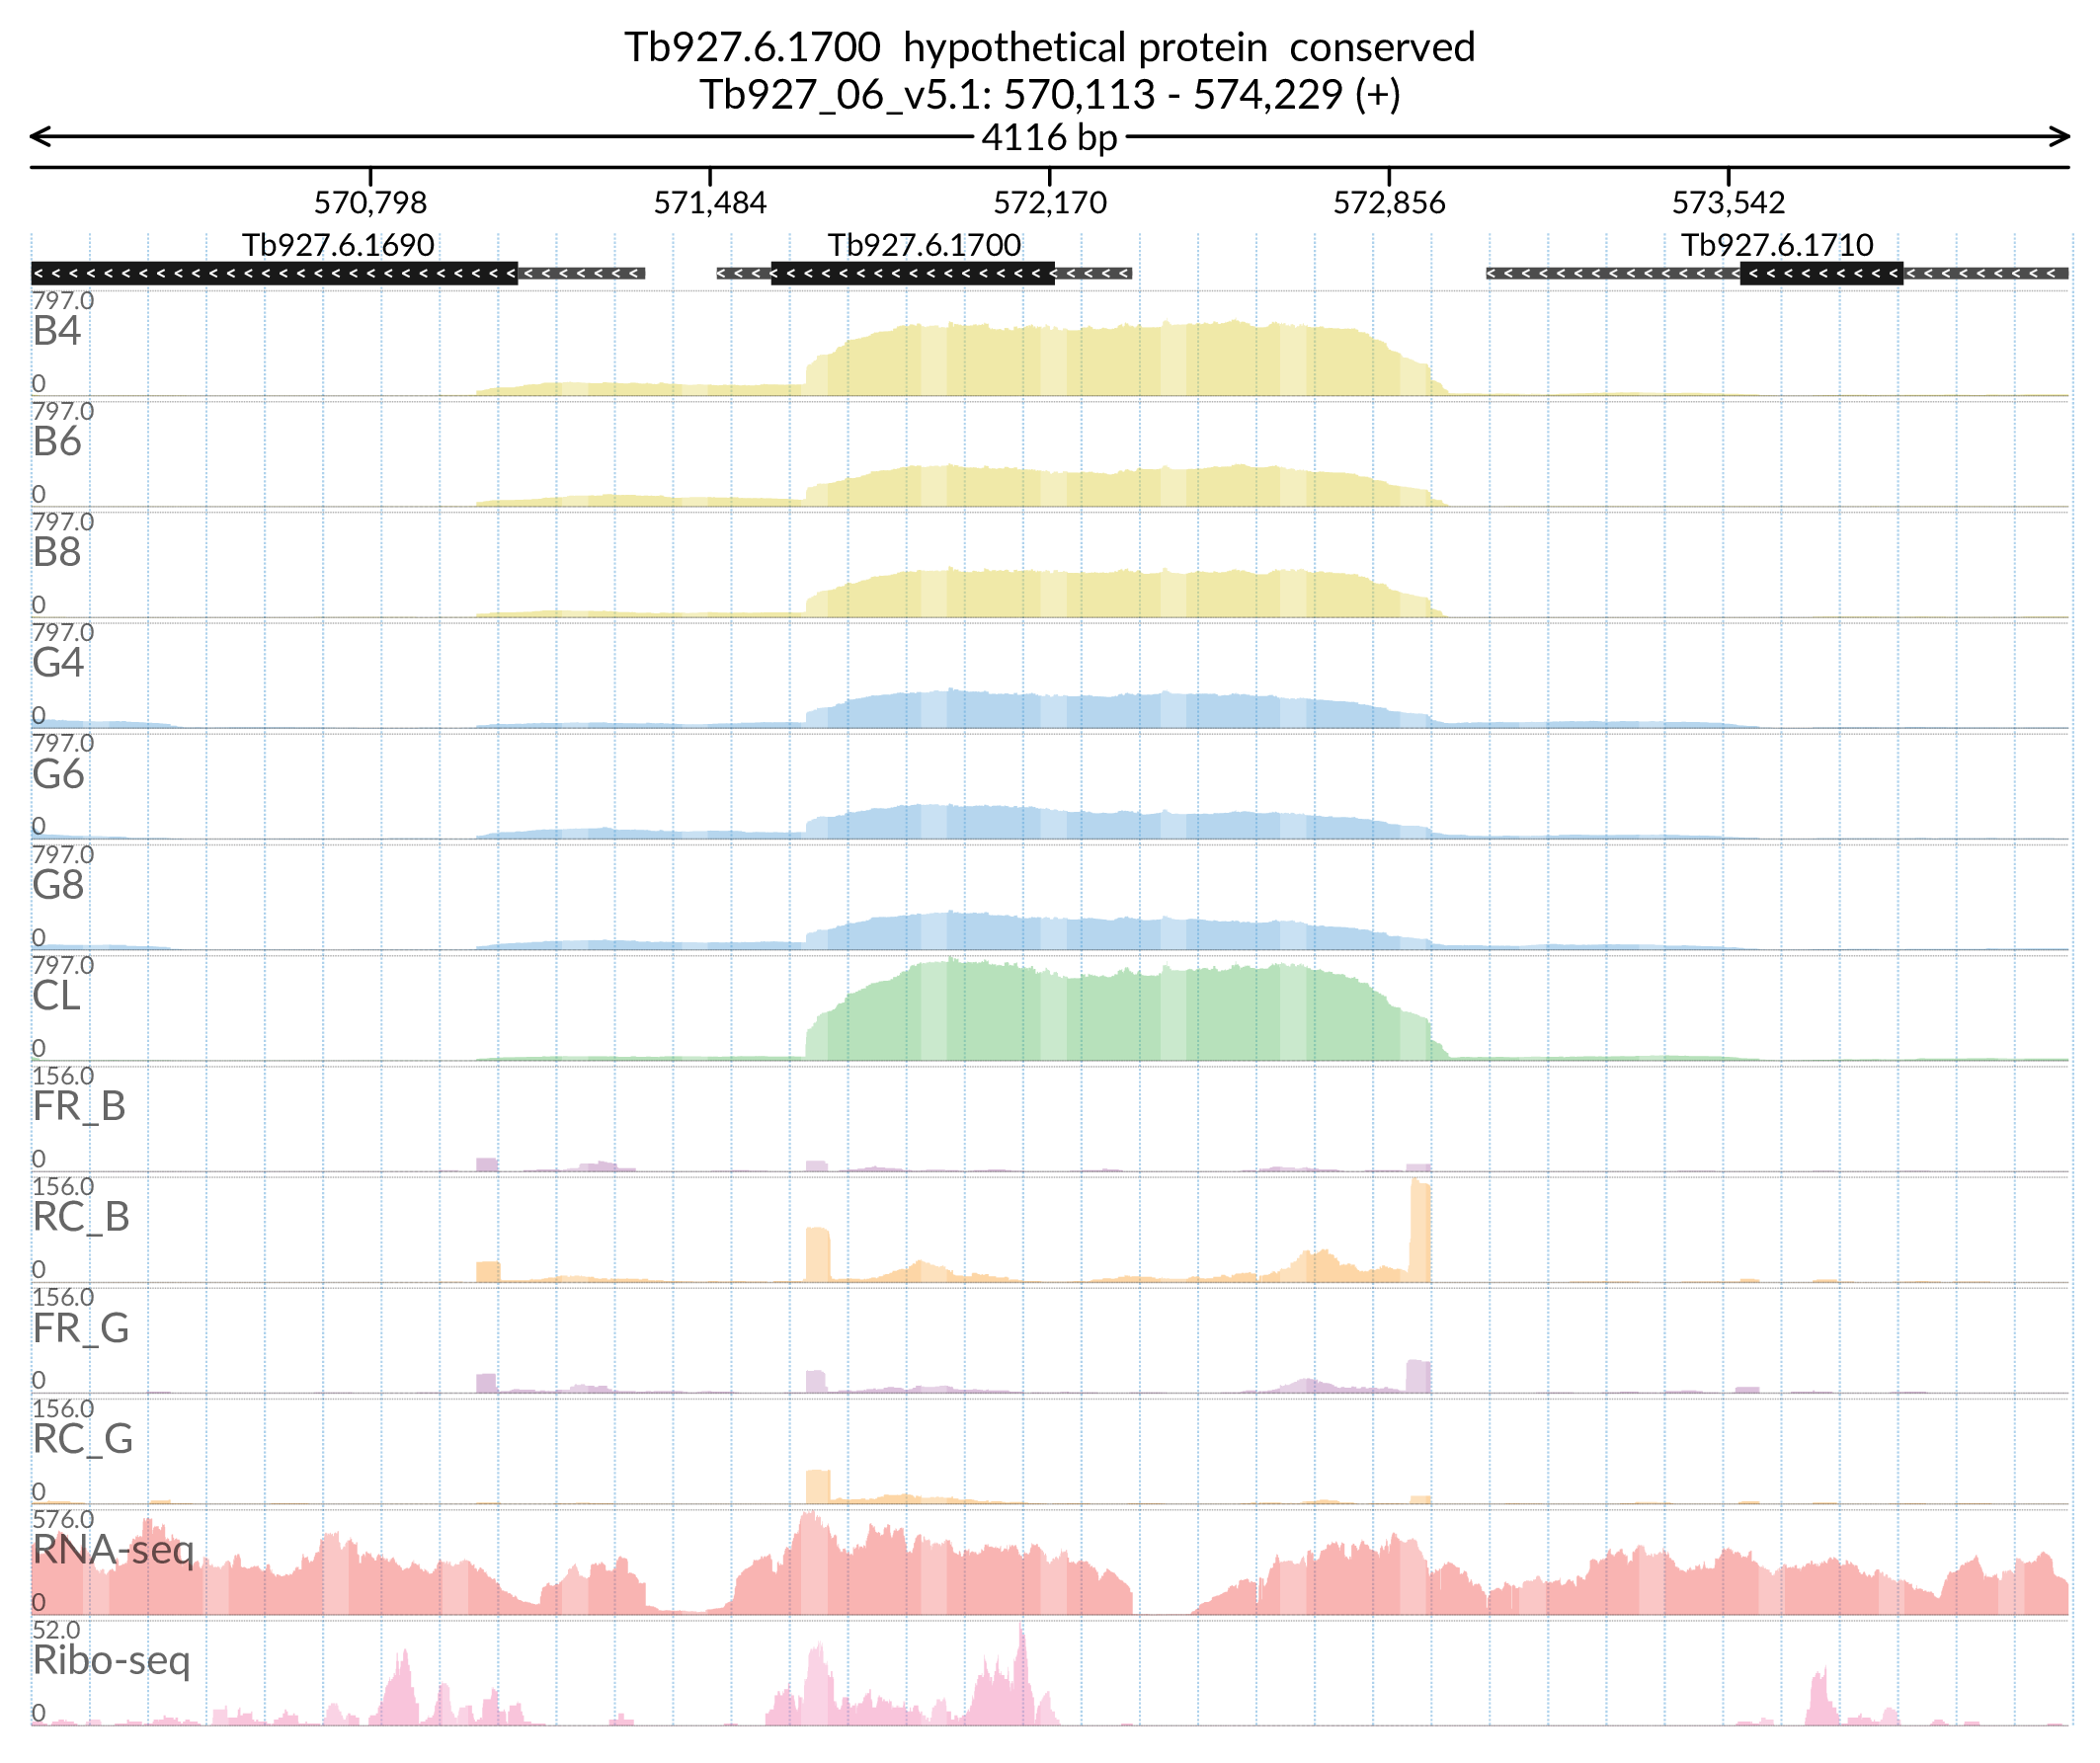 Tb927.6.1700  hypothetical protein  conserved
Tb927_06_v5.1: 570,113 - 574,229 (+)
4116 bp
570,798 571,484 572,170 572,856 573,542
Tb927.6.1690 Tb927.6.1700 Tb927.6.1710
797.0
B4
0
797.0
B6
0
797.0
B8
0
797.0
G4
0
797.0
G6
0
797.0
G8
0
797.0
CL
0
156.0
FR_B
0
156.0
RC_B
0
156.0
FR_G
0
156.0
RC_G
0
576.0
RNA-seq
0
52.0
Ribo-seq
0